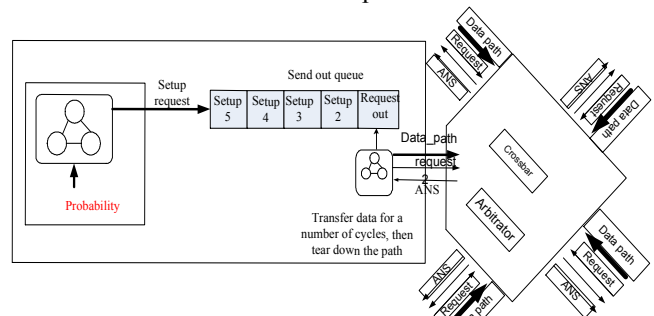 Setup
request
Send out queue
Setup
5
Setup
4
Setup
3
Setup
2
Request
out
Probability
Data_path
request
2
ANS
Transfer data for a
number of cycles, then
tear down the path
Crossbar
Arbitrator
Data path
Request
ANS
ANS
Request
Data path
Data path
Request
ANS
ANS
Request
path